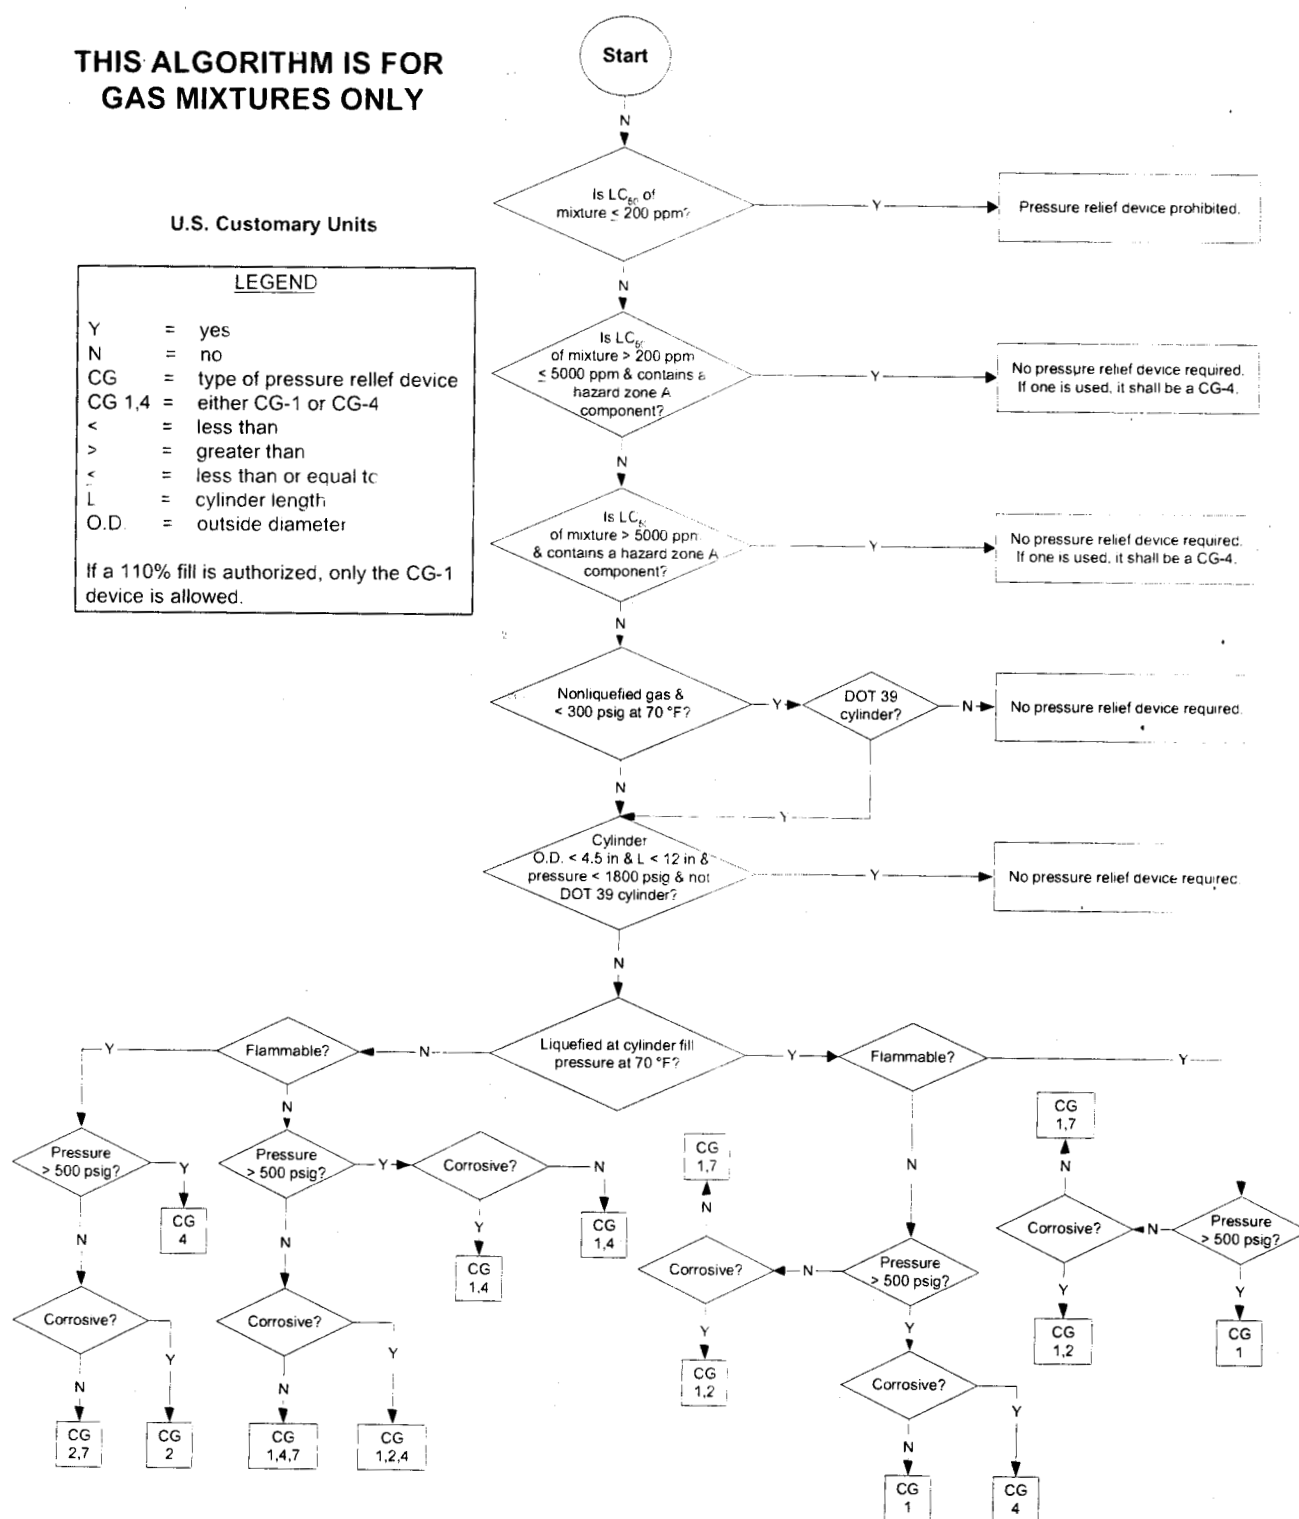 THIS ALGORITHM IS FOR
GAS MIXTURES ONLY
Start
N
Is LC50 of
mixture ≤ 200 ppm?
Y
Pressure relief device prohibited.
U.S. Customary Units
LEGEND
Y = yes
N = no
CG = type of pressure relief device
CG 1,4 = either CG-1 or CG-4
< = less than
> = greater than
≤ = less than or equal to
L = cylinder length
O.D. = outside diameter
If a 110% fill is authorized, only the CG-1
device is allowed.
N
Is LC50
of mixture > 200 ppm
≤ 5000 ppm & contains a
hazard zone A
component?
Y
No pressure relief device required.
If one is used, it shall be a CG-4.
N
Is LC50
of mixture > 5000 ppm
& contains a hazard zone A
component?
Y
No pressure relief device required.
If one is used, it shall be a CG-4.
N
Nonliquefied gas &
< 300 psig at 70 °F?
Y
DOT 39
cylinder?
N
No pressure relief device required.
N
Y
Cylinder
O.D. < 4.5 in & L < 12 in &
pressure < 1800 psig & not
DOT 39 cylinder?
Y
No pressure relief device required.
N
Liquefied at cylinder fill
pressure at 70 °F?
N
Flammable?
Y
Y
Flammable?
Y
Pressure
> 500 psig?
Y
CG
4
N
Corrosive?
N
CG
2,7
Y
CG
2
N
Pressure
> 500 psig?
Y
Corrosive?
N
CG
1,4
Y
CG
1,4
N
Corrosive?
N
CG
1,4,7
Y
CG
1,2,4
N
Pressure
> 500 psig?
N
Corrosive?
N
CG
1,7
Y
CG
1,2
Y
Corrosive?
N
CG
1
Y
CG
4
Pressure
> 500 psig?
N
Corrosive?
N
CG
1,7
Y
CG
1,2
Y
CG
1